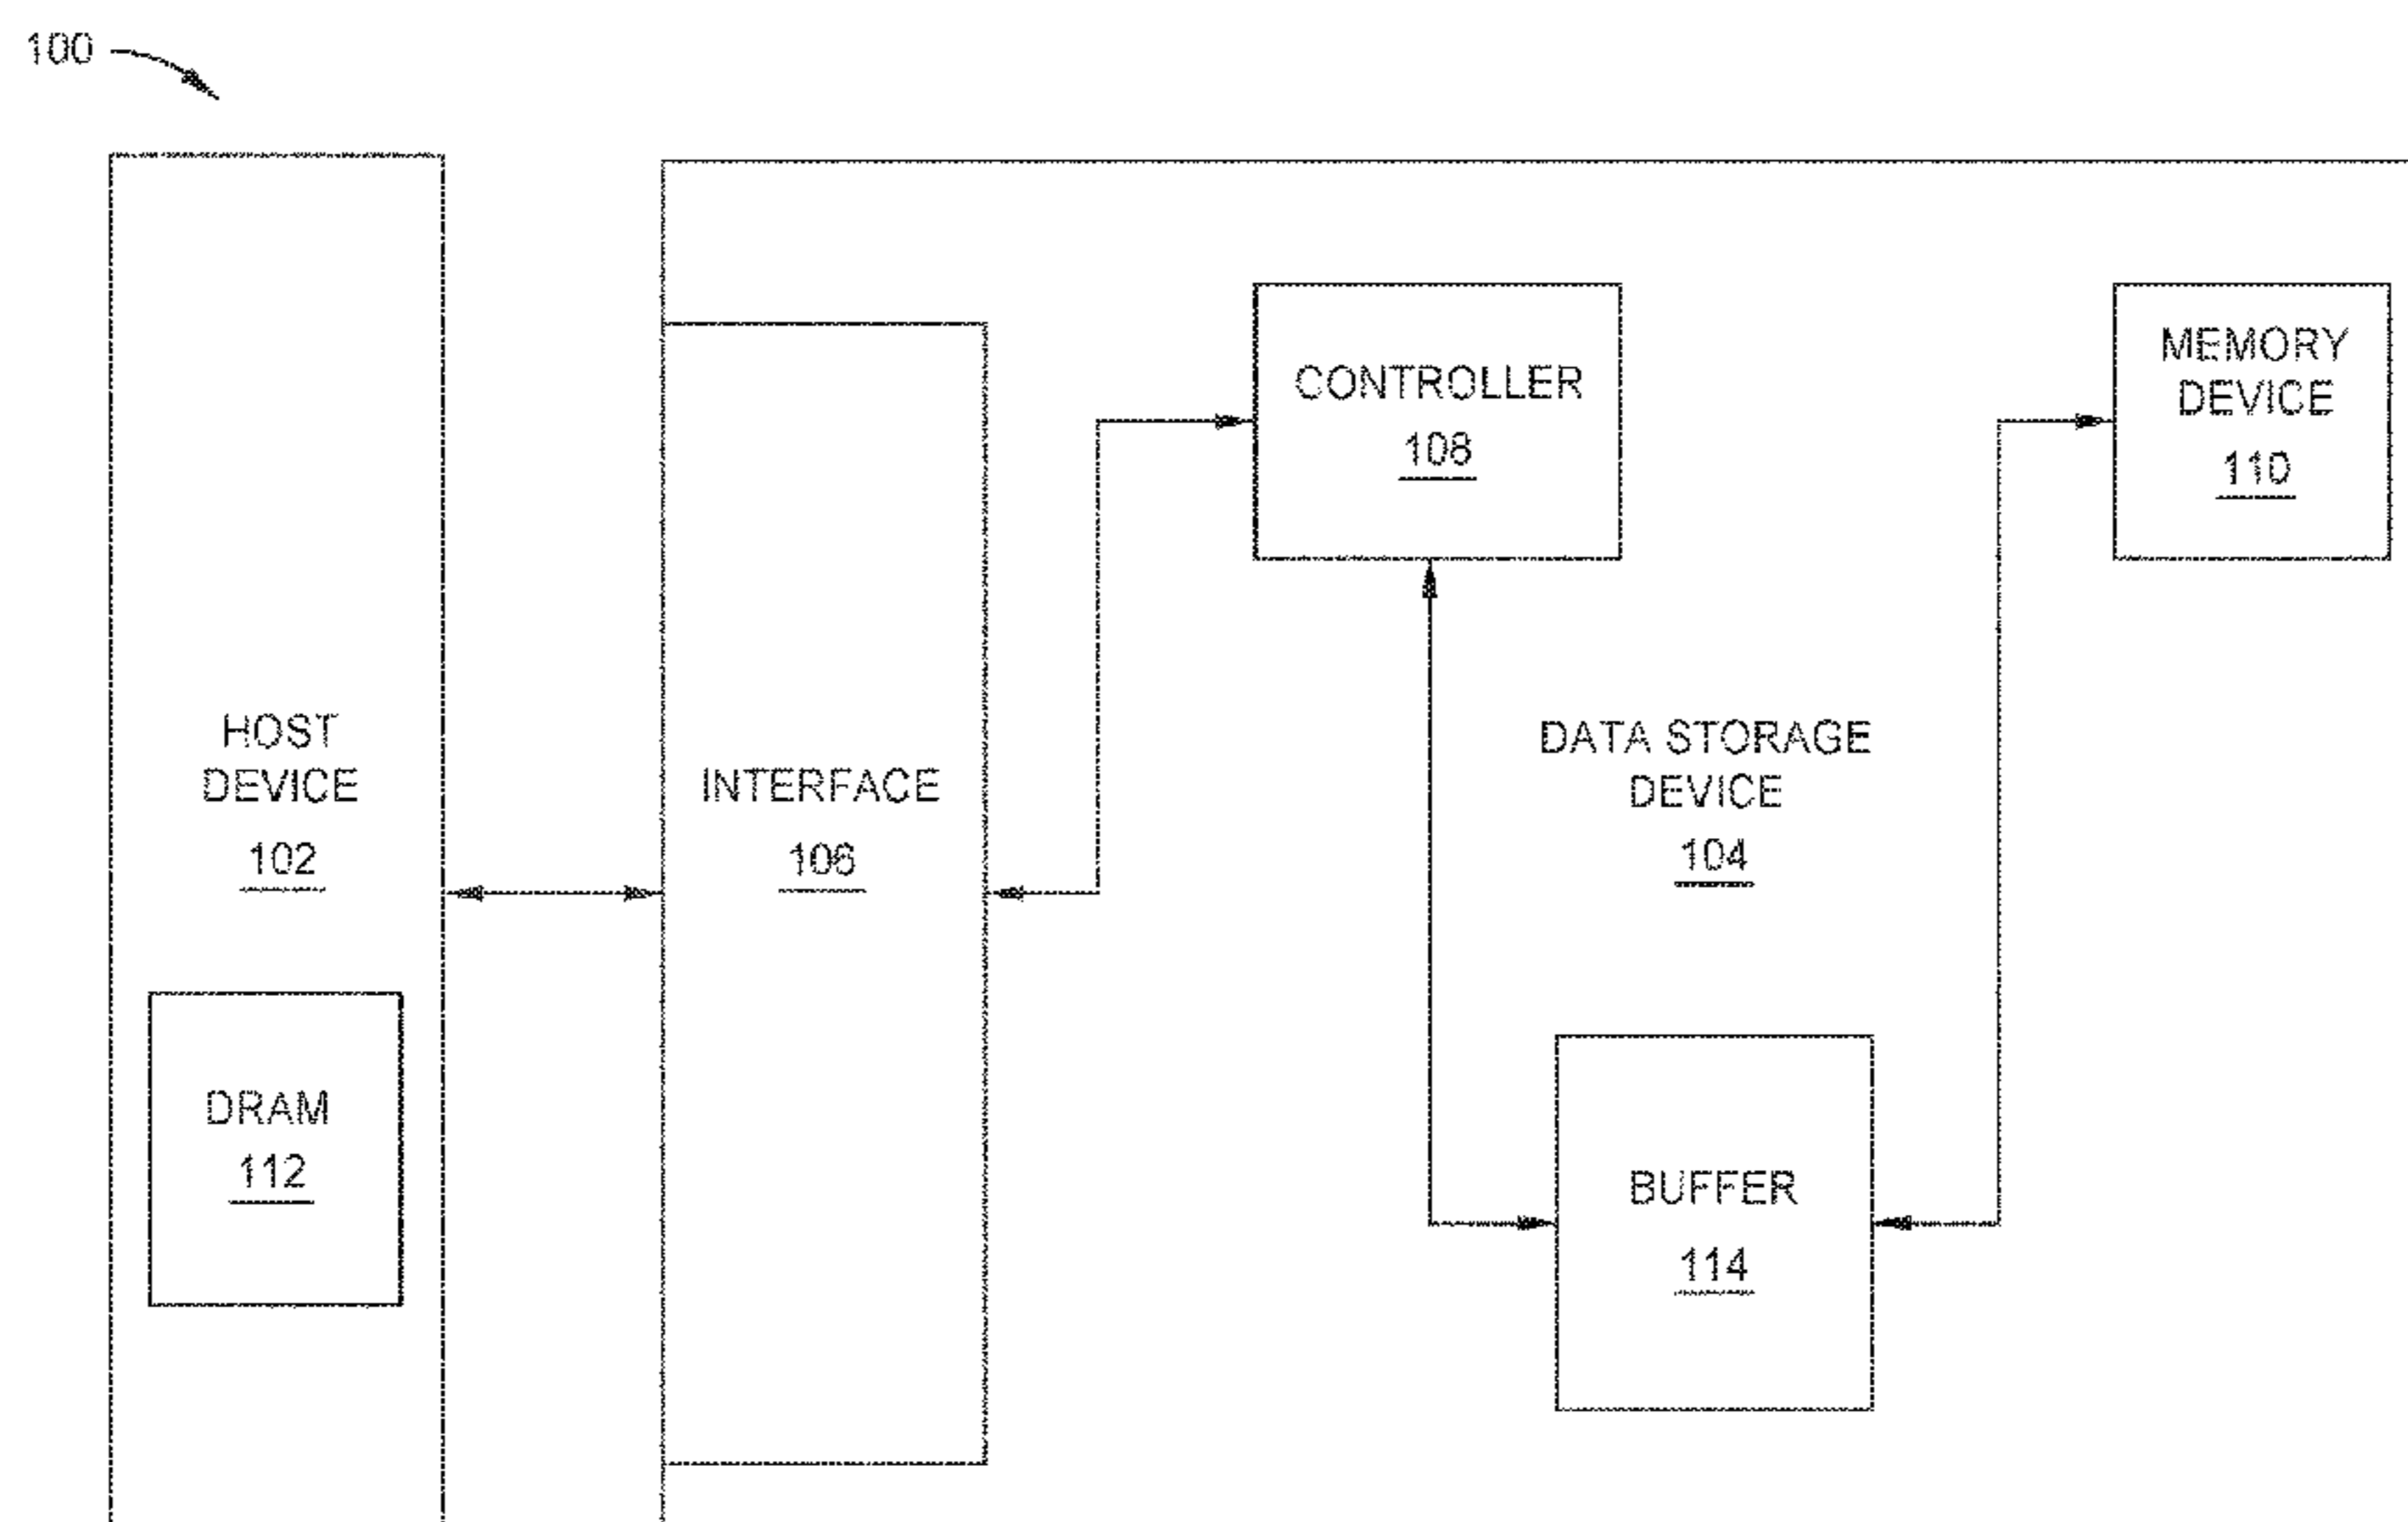 100
HOST
DEVICE
102
DRAM
112
INTERFACE
106
CONTROLLER
108
DATA STORAGE
DEVICE
104
BUFFER
114
MEMORY
DEVICE
110